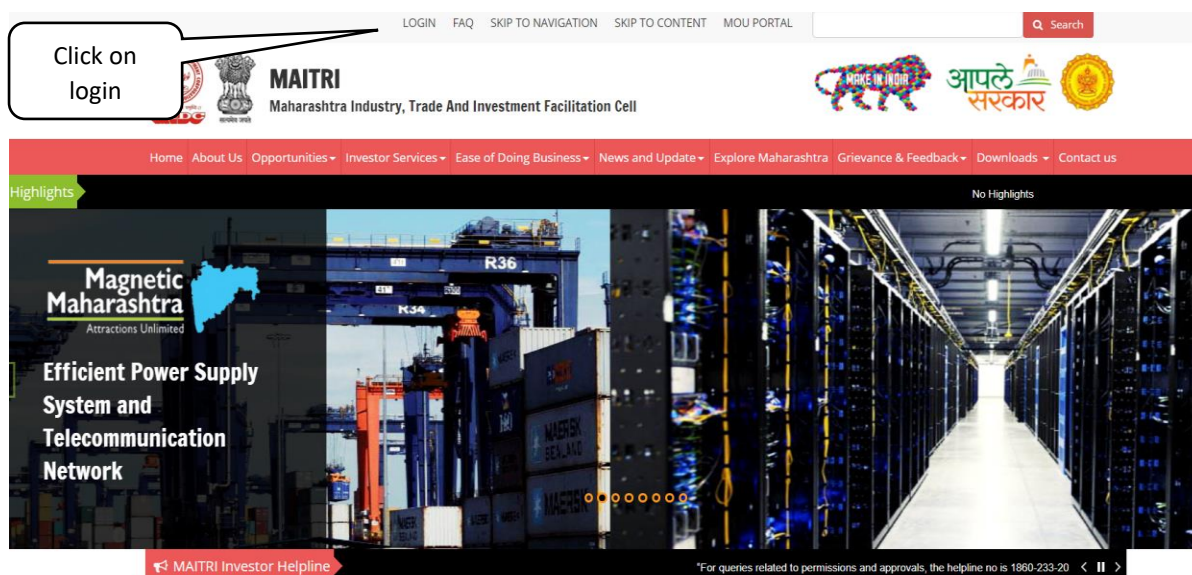 LOGIN FAQ SKIP TO NAVIGATION SKIP TO CONTENT MOU PORTAL
Search
Click on
login
MAITRI
Maharashtra Industry, Trade And Investment Facilitation Cell
सत्यमेव जयते
MAKE IN INDIA
आपले
सरकार
Home About Us Opportunities Investor Services Ease of Doing Business News and Update Explore Maharashtra Grievance & Feedback Downloads Contact us
Highlights
No Highlights
Magnetic
Maharashtra
Attractions Unlimited
Efficient Power Supply
System and
Telecommunication
Network
R36
R34
MAERSK
SEALAND
MAERSK
MAITRI Investor Helpline
"For queries related to permissions and approvals, the helpline no is 1860-233-20